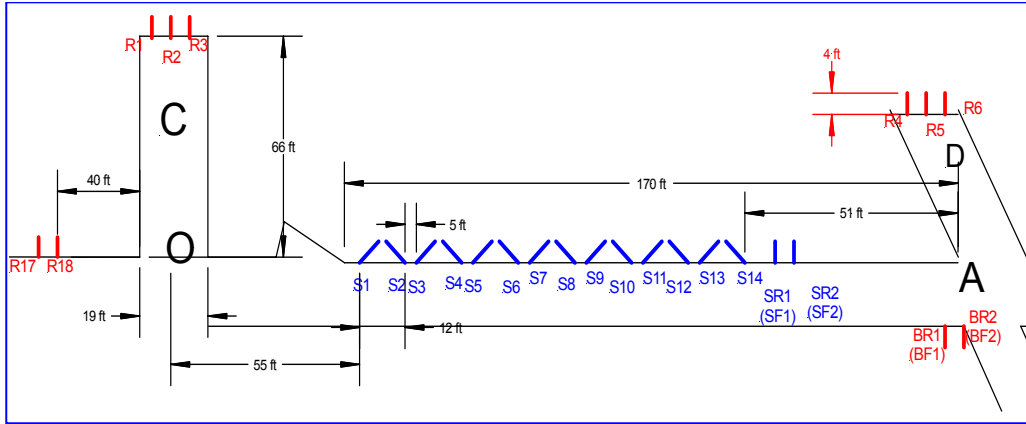 R1
R2
R3
C
66 ft
40 ft
R17
R18
O
19 ft
55 ft
12 ft
5 ft
170 ft
51 ft
4 ft
R4
R5
R6
D
S1
S2
S3
S4
S5
S6
S7
S8
S9
S10
S11
S12
S13
S14
SR1
(SF1)
SR2
(SF2)
A
BR1
(BF1)
BR2
(BF2)